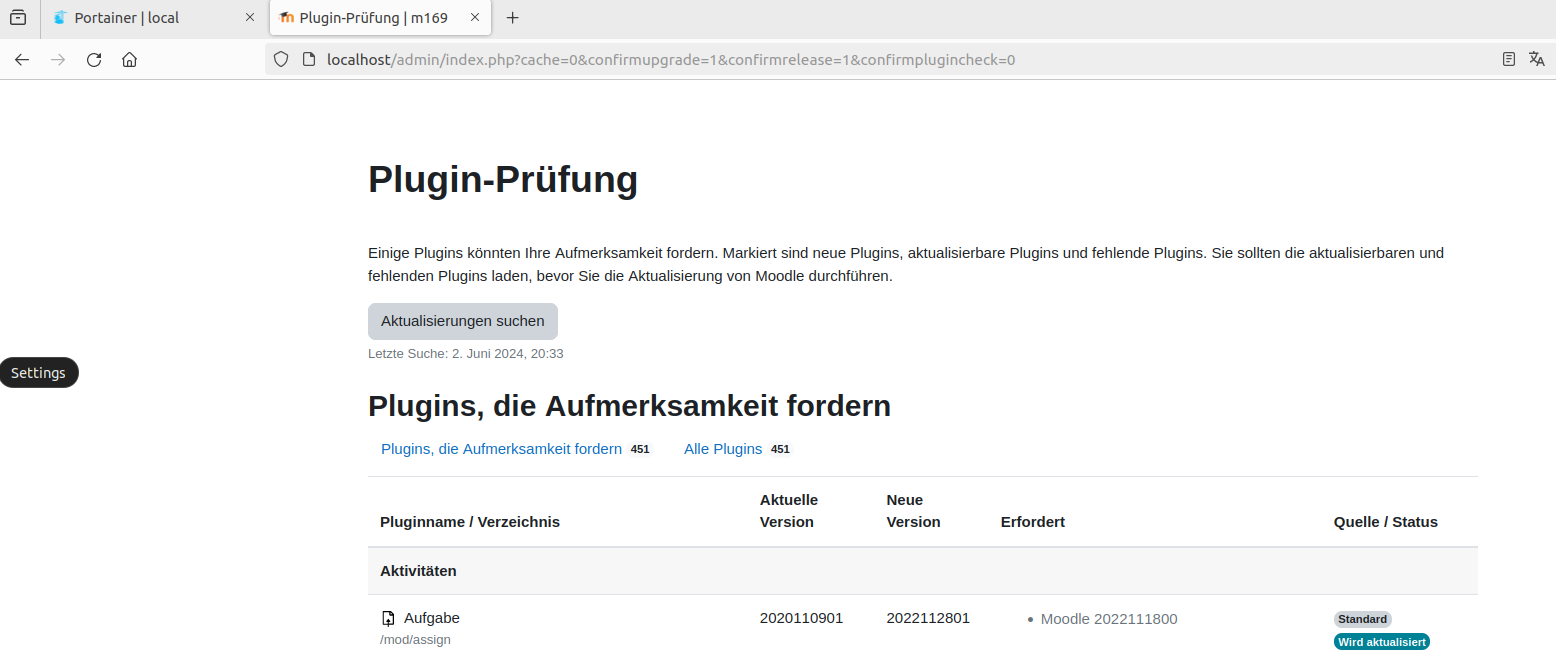 Portainer | local
Plugin-Prüfung | m169
localhost/admin/index.php?cache=0&confirmupgrade=1&confirmrelease=1&confirmplugincheck=0
Plugin-Prüfung
Einige Plugins könnten Ihre Aufmerksamkeit fordern. Markiert sind neue Plugins, aktualisierbare Plugins und fehlende Plugins. Sie sollten die aktualisierbaren und
fehlenden Plugins laden, bevor Sie die Aktualisierung von Moodle durchführen.
Aktualisierungen suchen
Letzte Suche: 2. Juni 2024, 20:33
Settings
Plugins, die Aufmerksamkeit fordern
Plugins, die Aufmerksamkeit fordern 451 Alle Plugins 451
Aktuelle Neue
Pluginname / Verzeichnis Version Version Erfordert Quelle / Status
Aktivitäten
Aufgabe 2020110901 2022112801 • Moodle 2022111800 Standard
/mod/assign Wird aktualisiert